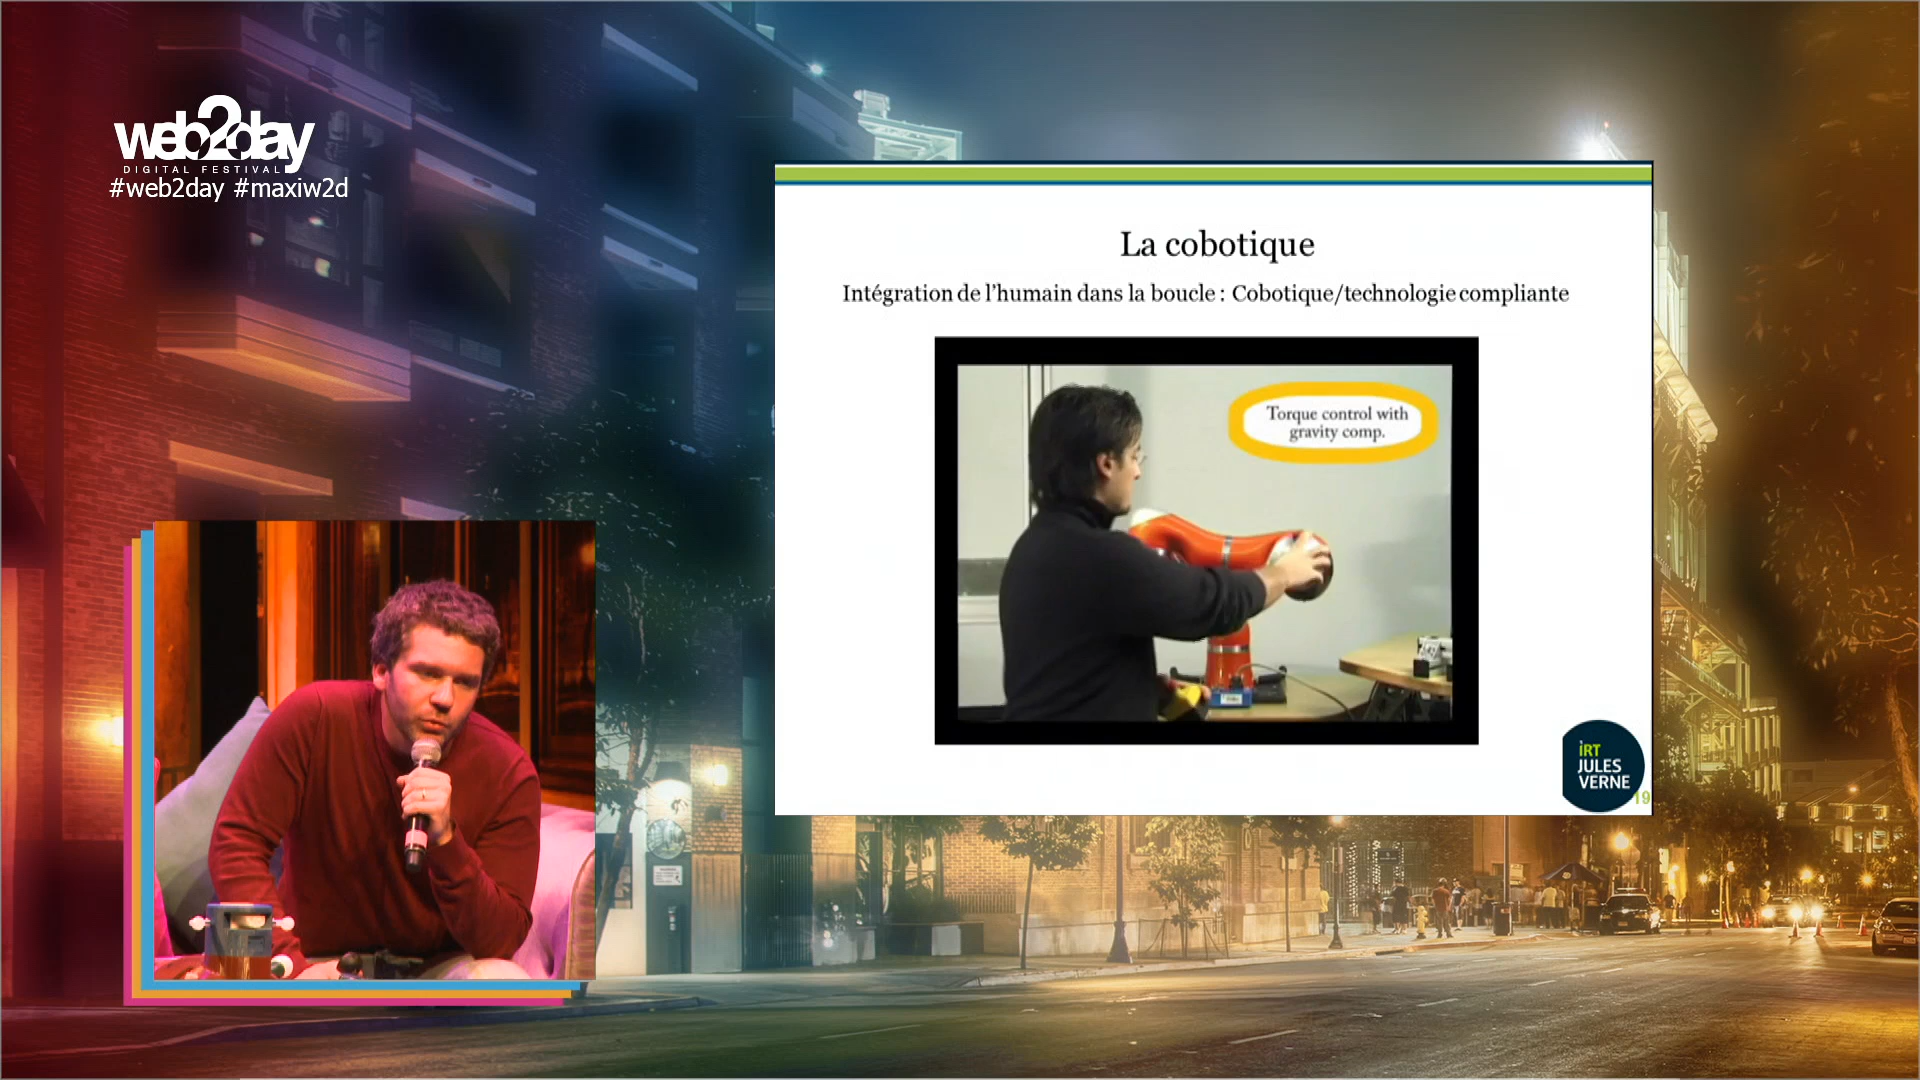 web2day
DIGITAL FESTIVAL
#web2day #maxiw2d
La cobotique
Intégration de l'humain dans la boucle : Cobotique/technologie compliante
Torque control with
gravity comp.
iRT
JULES
VERNE
19